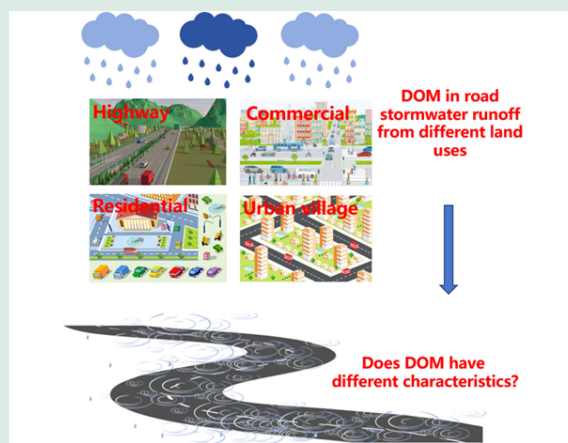 Highway
Commercial
DOM in road
stormwater runoff
from different land
uses
Residential
Urban village
Does DOM have
different characteristics?